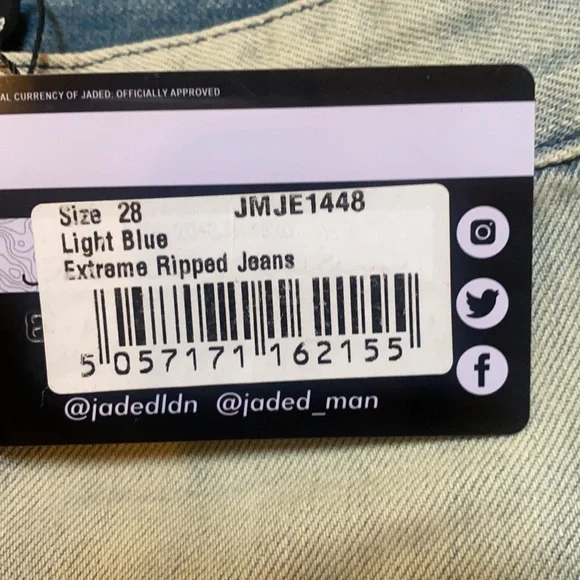 AL CURRENCY OF JADED: OFFICIALLY APPROVED
Size 28 JMJE1448
Light Blue
Extreme Ripped Jeans
5 057171 162155
@jadedldn @jaded_man